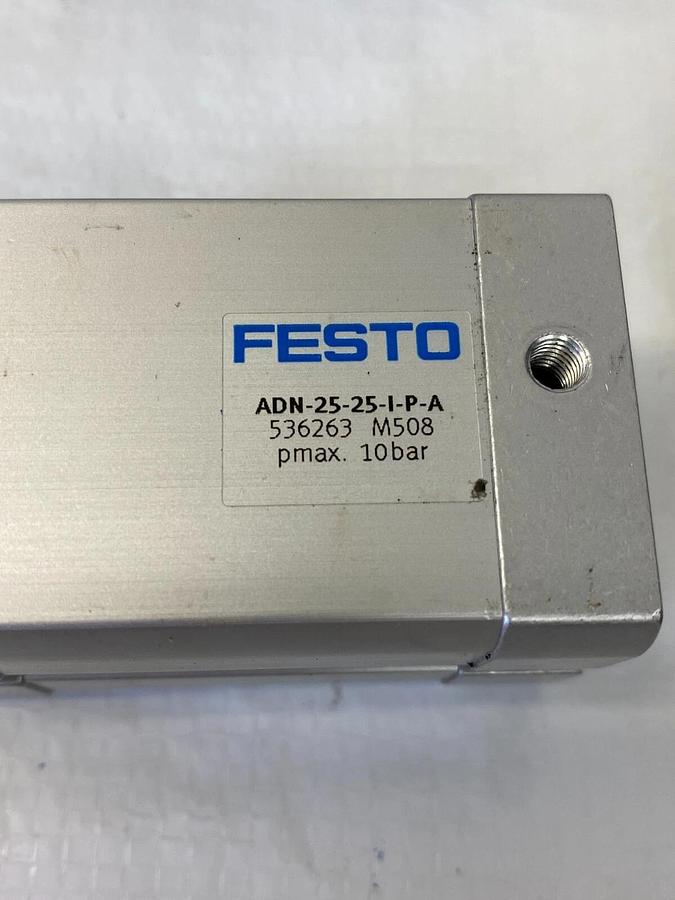 FESTO
ADN-25-25-I-P-A
536263 M508
pmax. 10bar